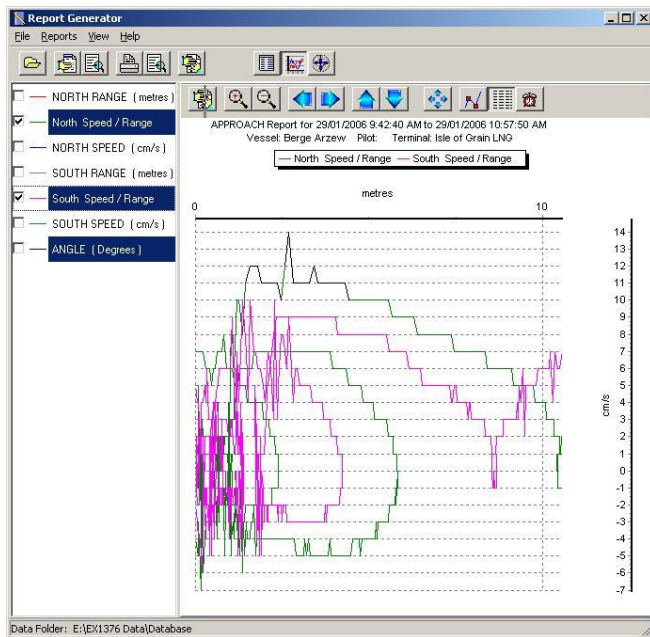 Report Generator
File Reports View Help
NORTH RANGE (metres)
North Speed / Range
NORTH SPEED (cm/s)
SOUTH RANGE (metres)
South Speed / Range
SOUTH SPEED (cm/s)
ANGLE (Degrees)
APPROACH Report for 29/01/2006 9:42:40 AM to 29/01/2006 10:57:50 AM
Vessel: Berge Arzew Pilot: Terminal: Isle of Grain LNG
North Speed / Range South Speed / Range
metres
0 10
14
13
12
11
10
9
8
7
6
5
4
3
2
1
0
-1
-2
-3
-4
-5
-6
-7
cm/s
Data Folder: E:\EX1376 Data\Database